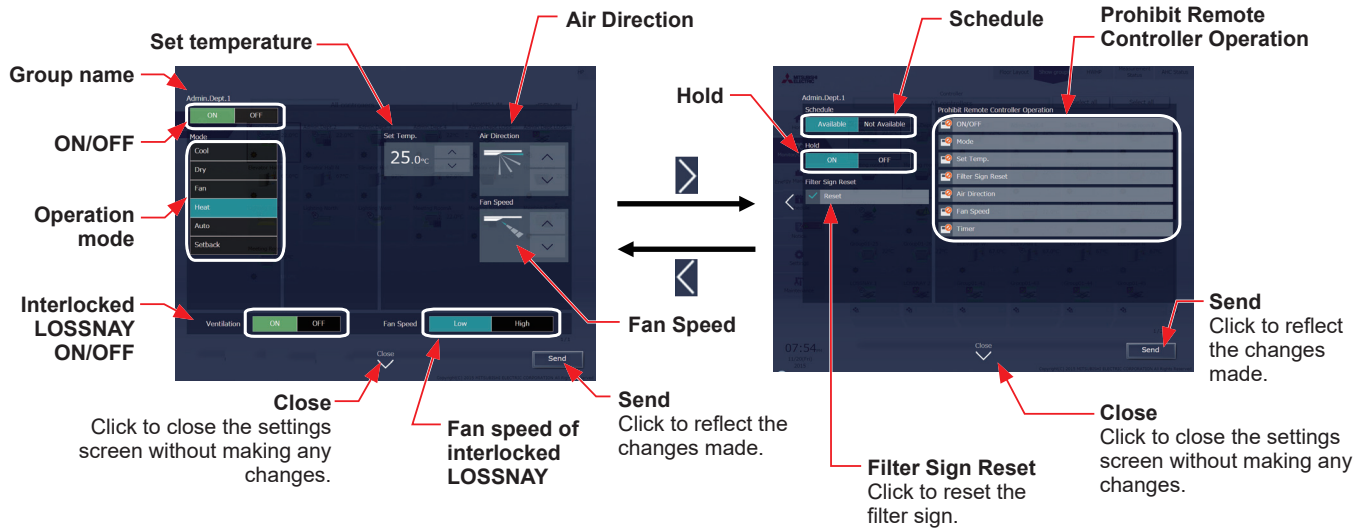 Air Direction
Schedule
Prohibit Remote
Controller Operation
Set temperature
Group name
Hold
ON/OFF
Operation
mode
Interlocked
LOSSNAY
ON/OFF
Admin.Dept.1
ON OFF
Mode
Cool
Dry
Fan
Heat
Auto
Setback
Set Temp.
25.0°C
Air Direction
Fan Speed
Ventilation ON OFF Fan Speed Low High
Close
Send
Fan Speed
Close
Click to close the settings
screen without making any
changes.
Fan speed of
interlocked
LOSSNAY
Send
Click to reflect the
changes made.
MITSUBISHI
ELECTRIC
Admin.Dept.1
Schedule
Available Not Available
Hold
ON OFF
Filter Sign Reset
Reset
Prohibit Remote Controller Operation
ON/OFF
Mode
Set Temp.
Filter Sign Reset
Air Direction
Fan Speed
Timer
07:54
Close
Send
Send
Click to reflect
the changes
made.
Close
Click to close the settings
screen without making any
changes.
Filter Sign Reset
Click to reset the
filter sign.